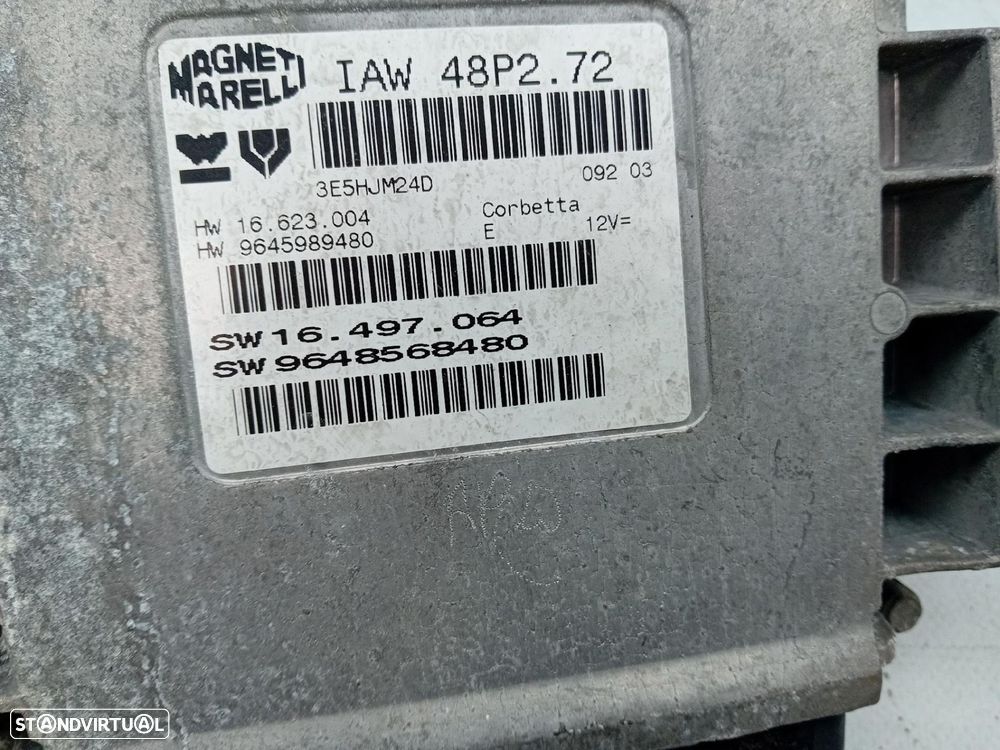 MAGNETI MARELLI
IAW 48P2.72
3E5HJM24D 092 03
HW 16.623.004 Corbetta
HW 9645989480 E 12V=
SW 16.497.064
SW 9648568480
STANDVIRTUAL